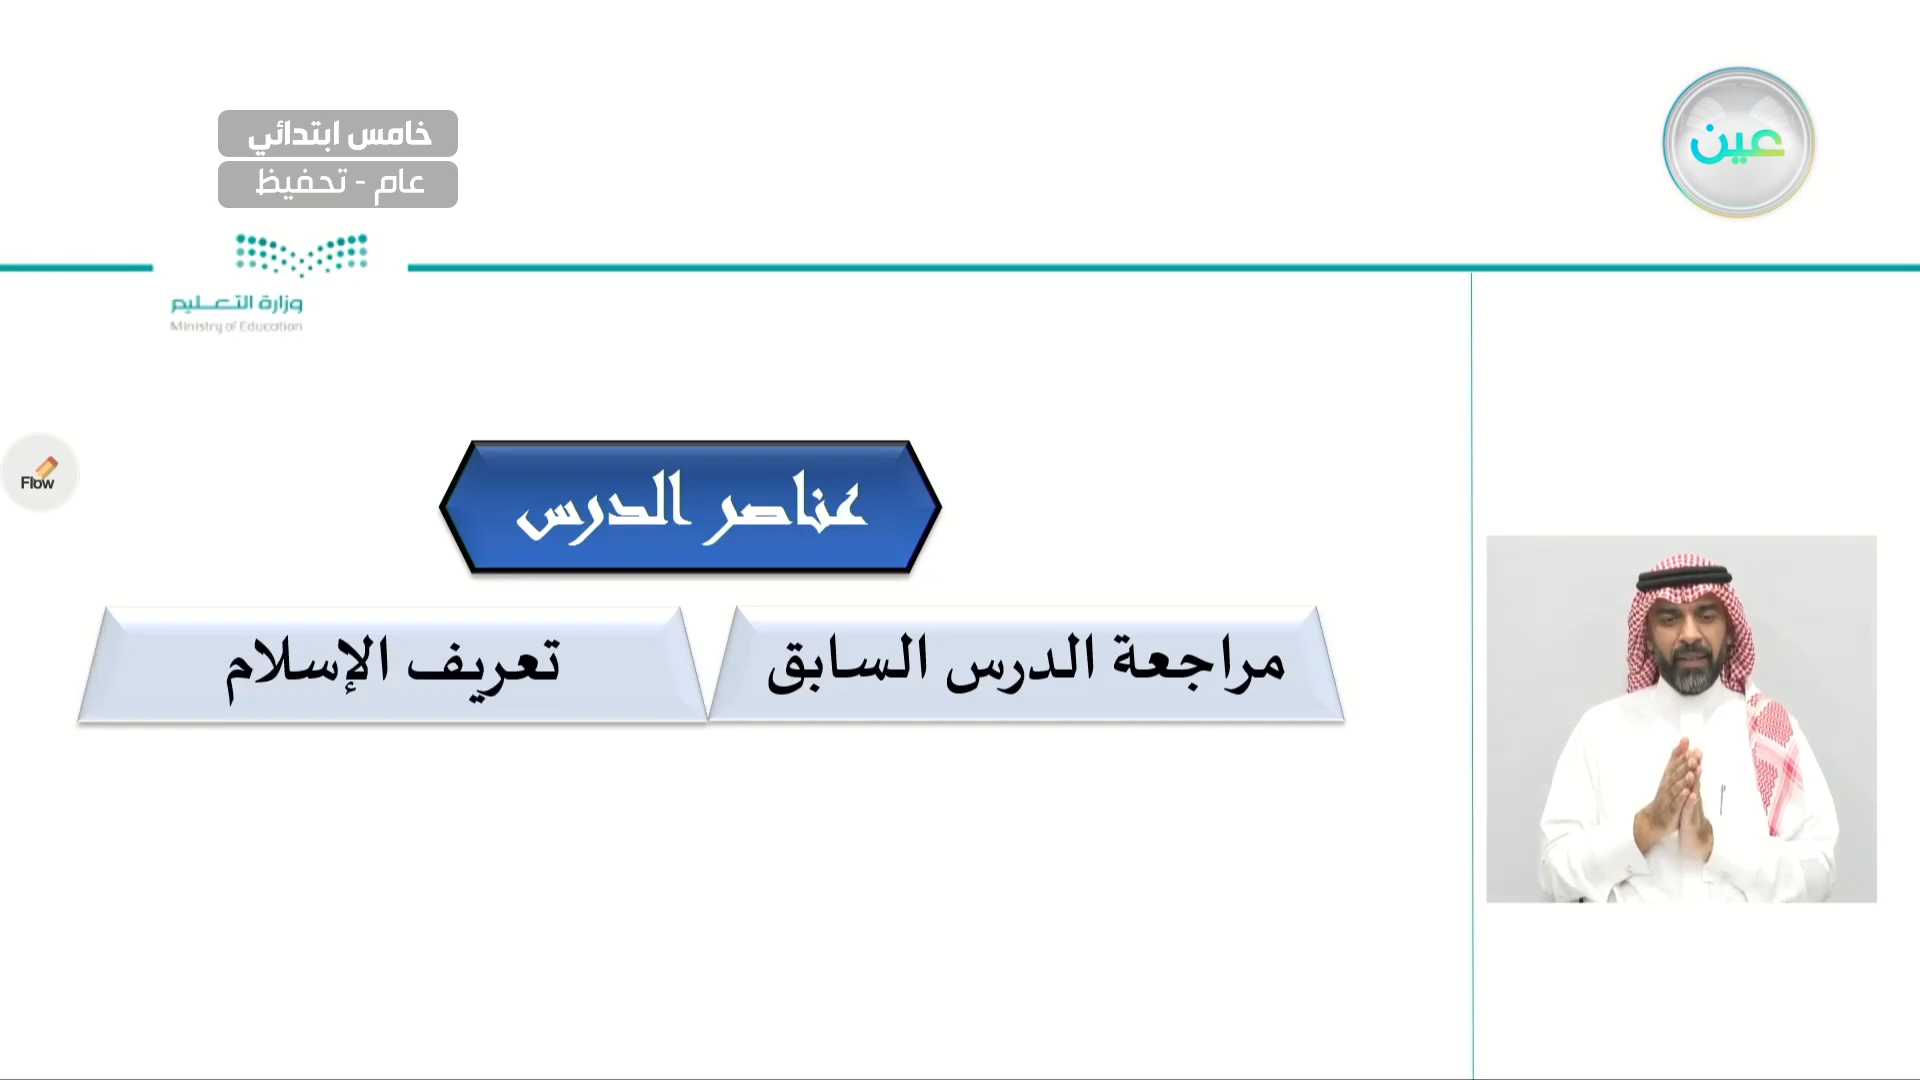 عين
خامس ابتدائي
عام - تحفيظ
وزارة التعليم
Ministry of Education
Flow
عناصر الدرس
مراجعة الدرس السابق
تعريف الإسلام